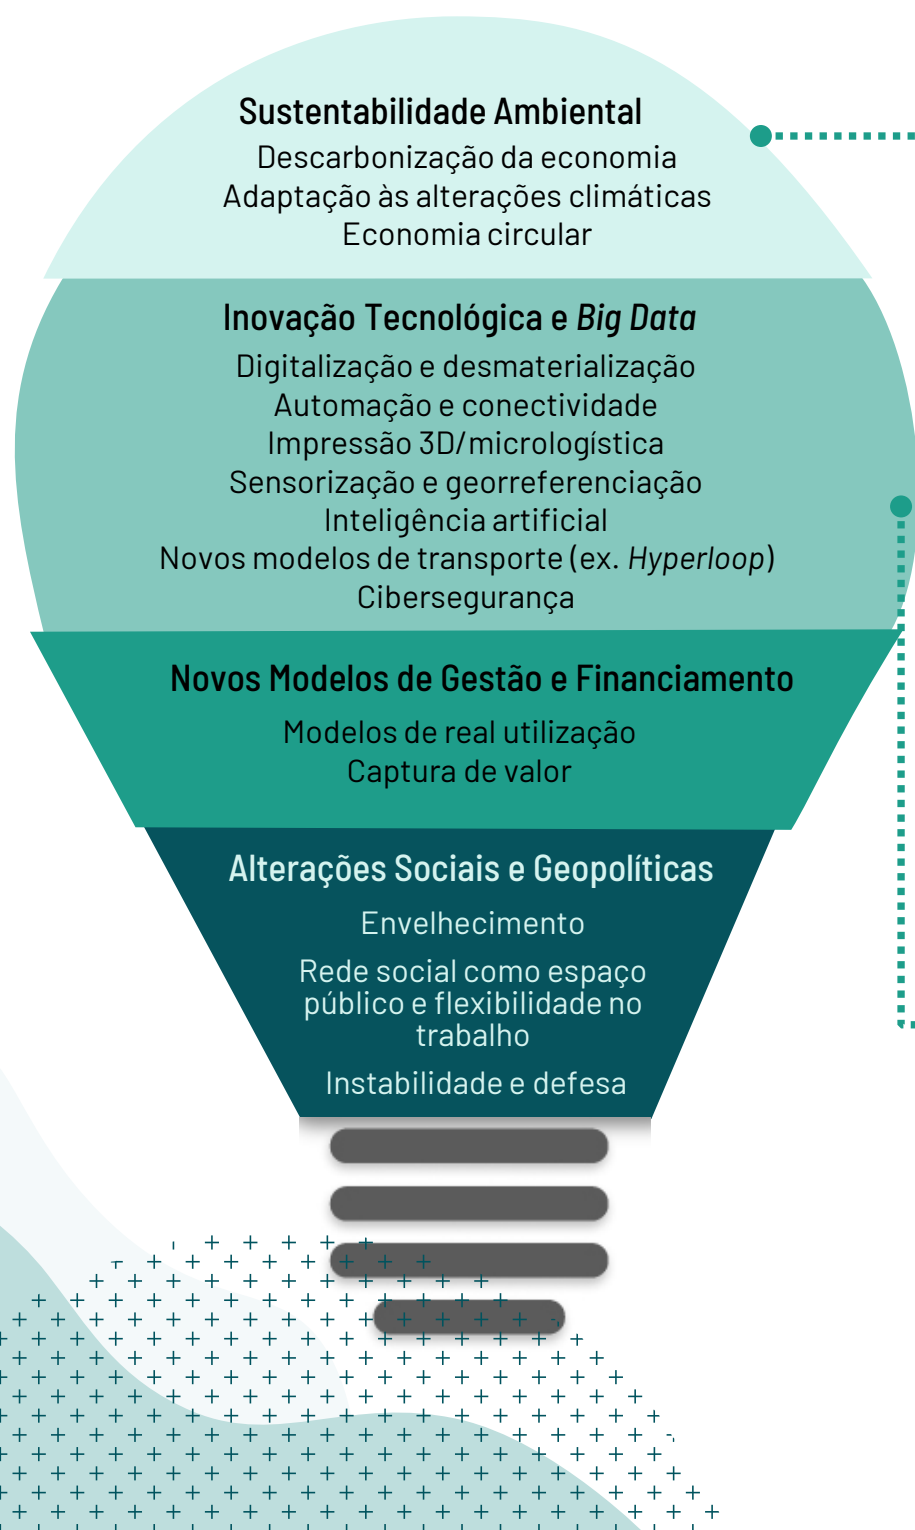 Sustentabilidade Ambiental
Descarbonização da economia
Adaptação às alterações climáticas
Economia circular
Inovação Tecnológica e Big Data
Digitalização e desmaterialização
Automação e conectividade
Impressão 3D/micrologística
Sensorização e georreferenciação
Inteligência artificial
Novos modelos de transporte (ex. Hyperloop)
Cibersegurança
Novos Modelos de Gestão e Financiamento
Modelos de real utilização
Captura de valor
Alterações Sociais e Geopolíticas
Envelhecimento
Rede social como espaço
público e flexibilidade no
trabalho
Instabilidade e defesa